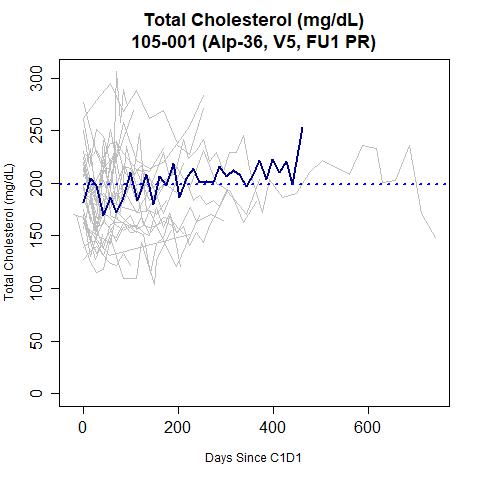 Total Cholesterol (mg/dL)
105-001 (Alp-36, V5, FU1 PR)
Total Cholesterol (mg/dL)
300
250
200
150
100
50
0
0
200
400
600
Days Since C1D1